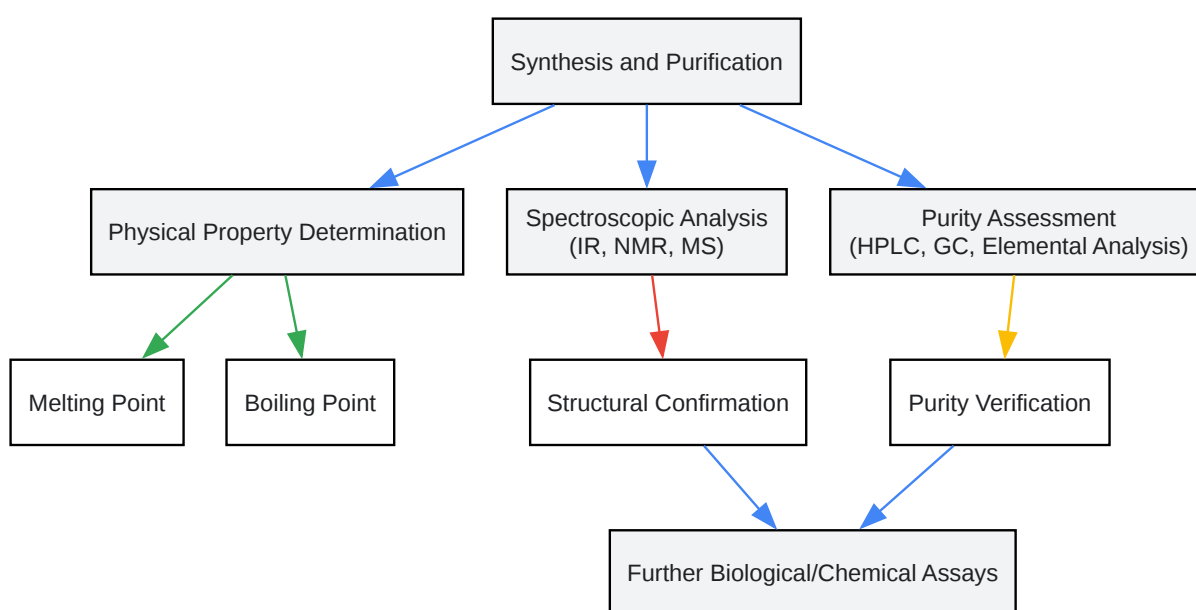 Synthesis and Purification
Physical Property Determination
Spectroscopic Analysis
(IR, NMR, MS)
Purity Assessment
(HPLC, GC, Elemental Analysis)
Melting Point
Boiling Point
Structural Confirmation
Purity Verification
Further Biological/Chemical Assays